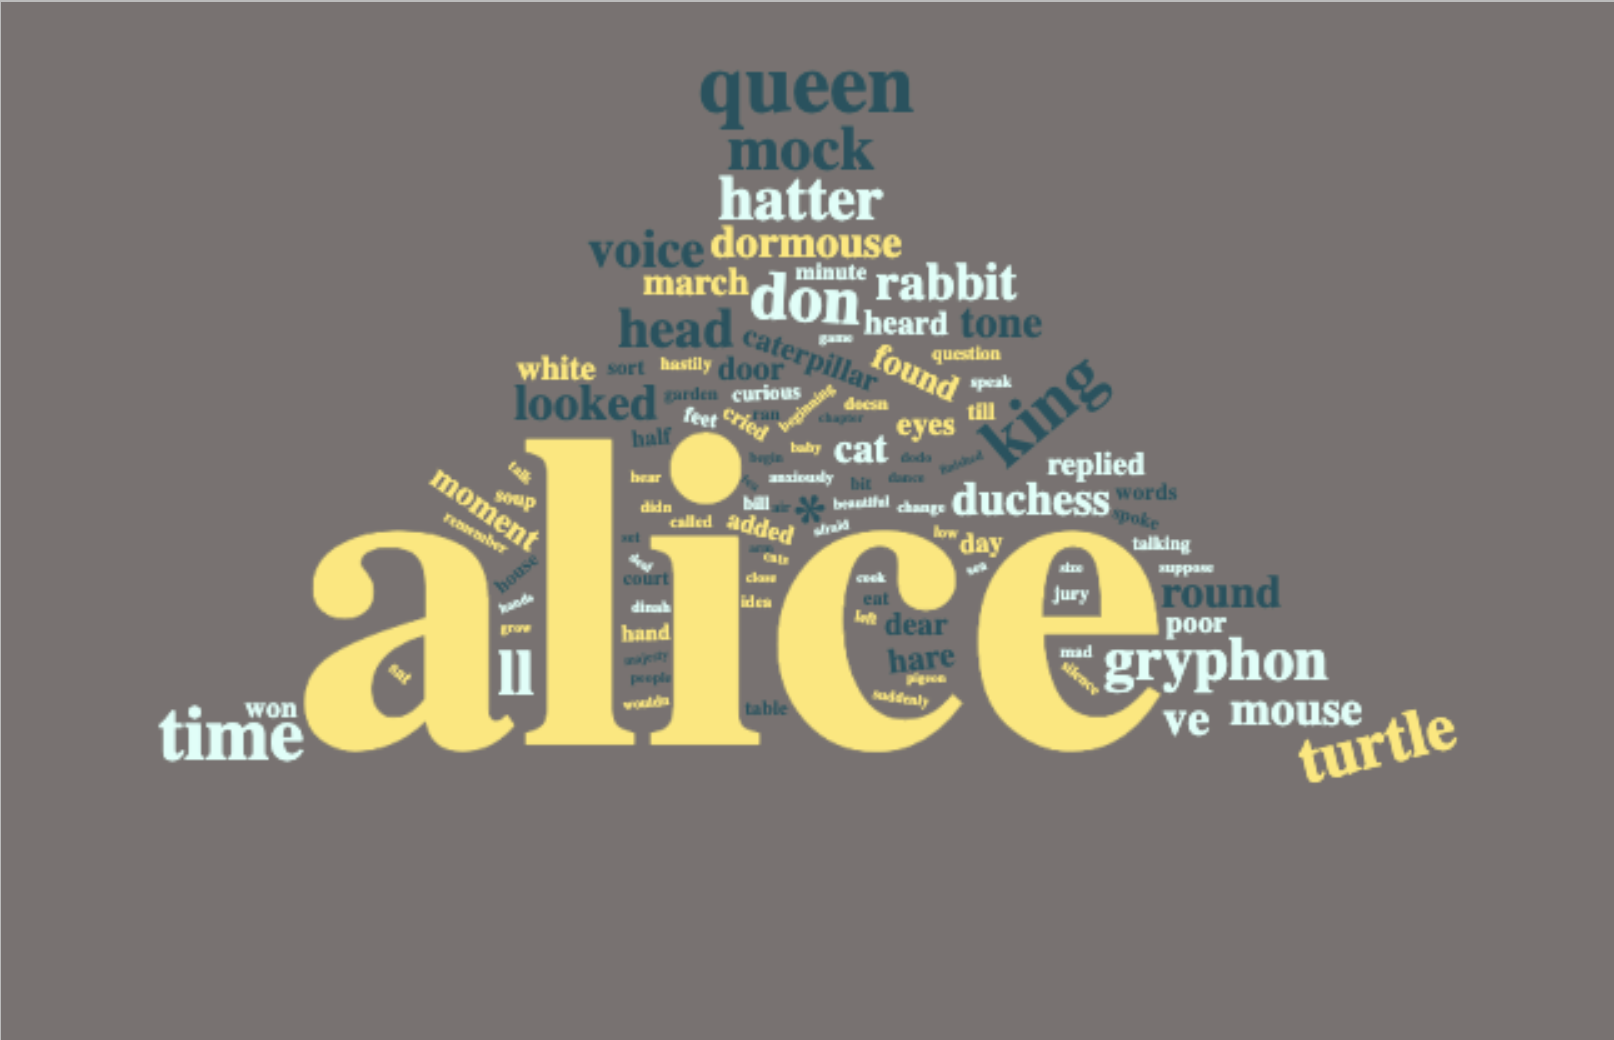 queen
mock
hatter
voice dormouse
march minute don rabbit
head heard tone
game
caterpillar
white sort hastily door found question
speak
looked garden curious beginning doesn till king
feet cried ran chapter eyes
half baby cat
begin dodo finished replied
talk hear anxiously bit dance
moment soup didn bill air * beautiful change duchess words
remember called added afraid spoke
low day talking
set cats
house deaf court close cook sea size suppose
hands dinah idea eat jury round
grow hand left dear poor
ll majesty hare mad gryphon
sat people pigeon silence
alice
won wouldn table suddenly ve mouse
time turtle